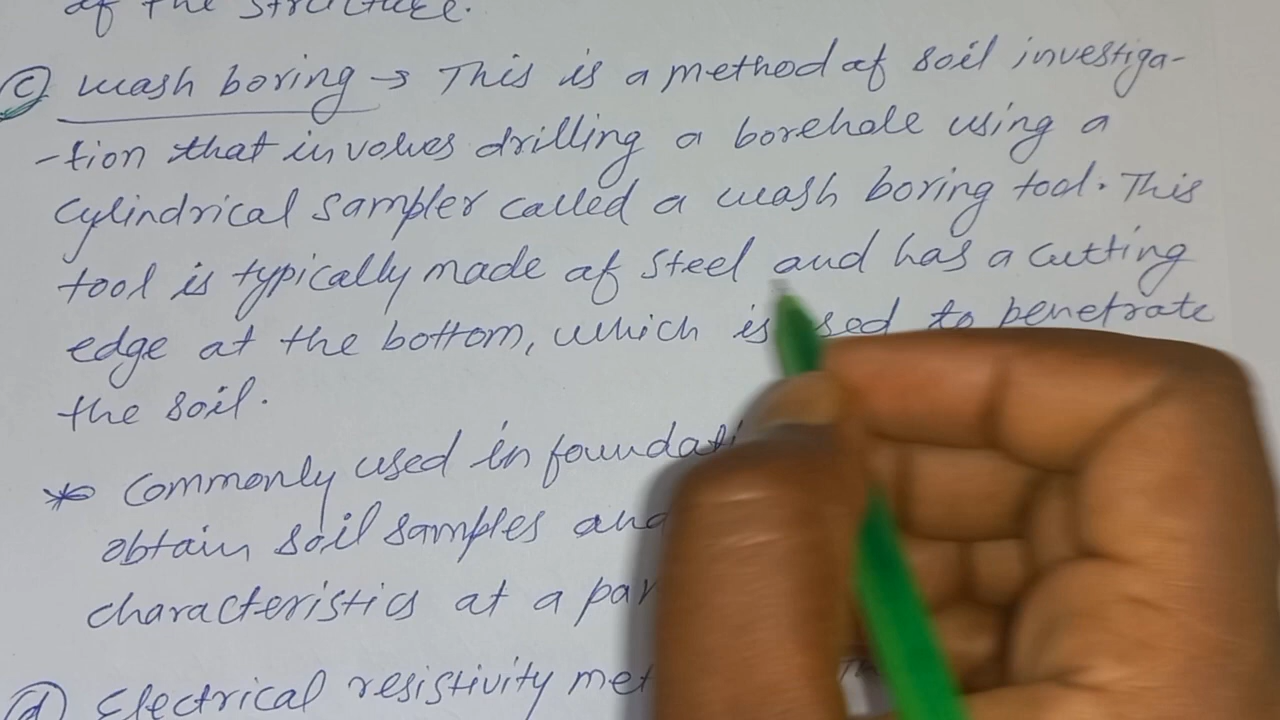 of the structure.
(c) wash boring → This is a method of soil investiga-
-tion that involves drilling a borehole using a
cylindrical sampler called a wash boring tool. This
tool is typically made of steel and has a cutting
edge at the bottom, which is used to penetrate
the soil.
* Commonly used in
obtain soil samples and
characteristics at a
(d) Electrical resistivity